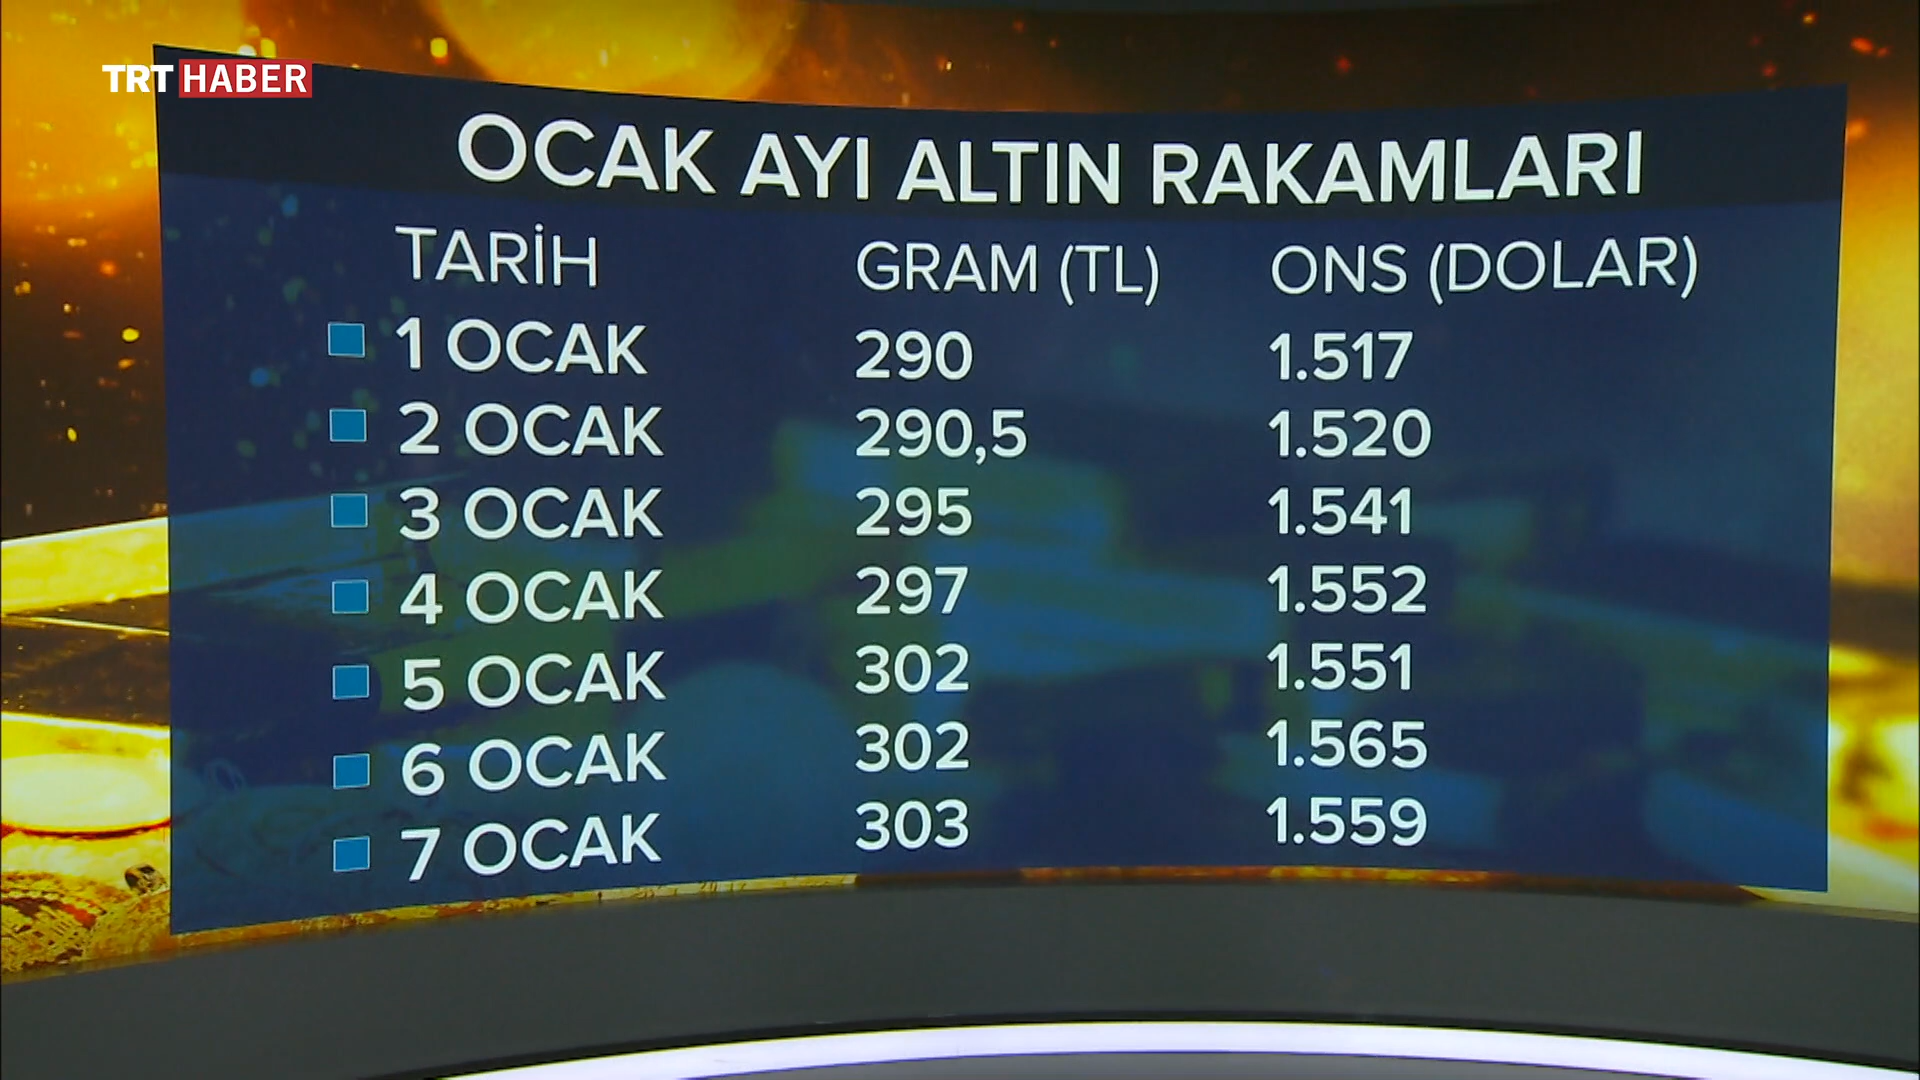 TRT HABER
OCAK AYI ALTIN RAKAMLARI
TARİH GRAM (TL) ONS (DOLAR)
1 OCAK 290 1.517
2 OCAK 290,5 1.520
3 OCAK 295 1.541
4 OCAK 297 1.552
5 OCAK 302 1.551
6 OCAK 302 1.565
7 OCAK 303 1.559